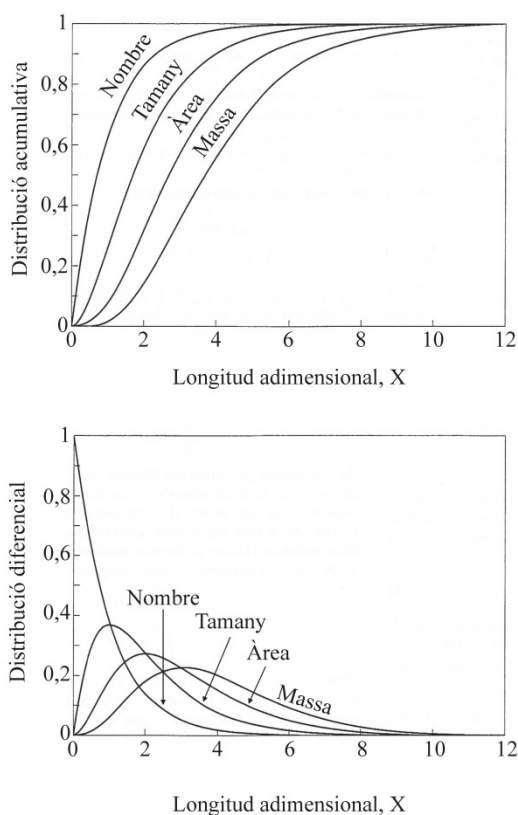 Distribució acumulativa
1
0,8
0,6
0,4
0,2
0
Nombre
Tamany
Àrea
Massa
0 2 4 6 8 10 12
Longitud adimensional, X
Distribució diferencial
1
0,8
0,6
0,4
0,2
0
Nombre
Tamany
Àrea
Massa
0 2 4 6 8 10 12
Longitud adimensional, X